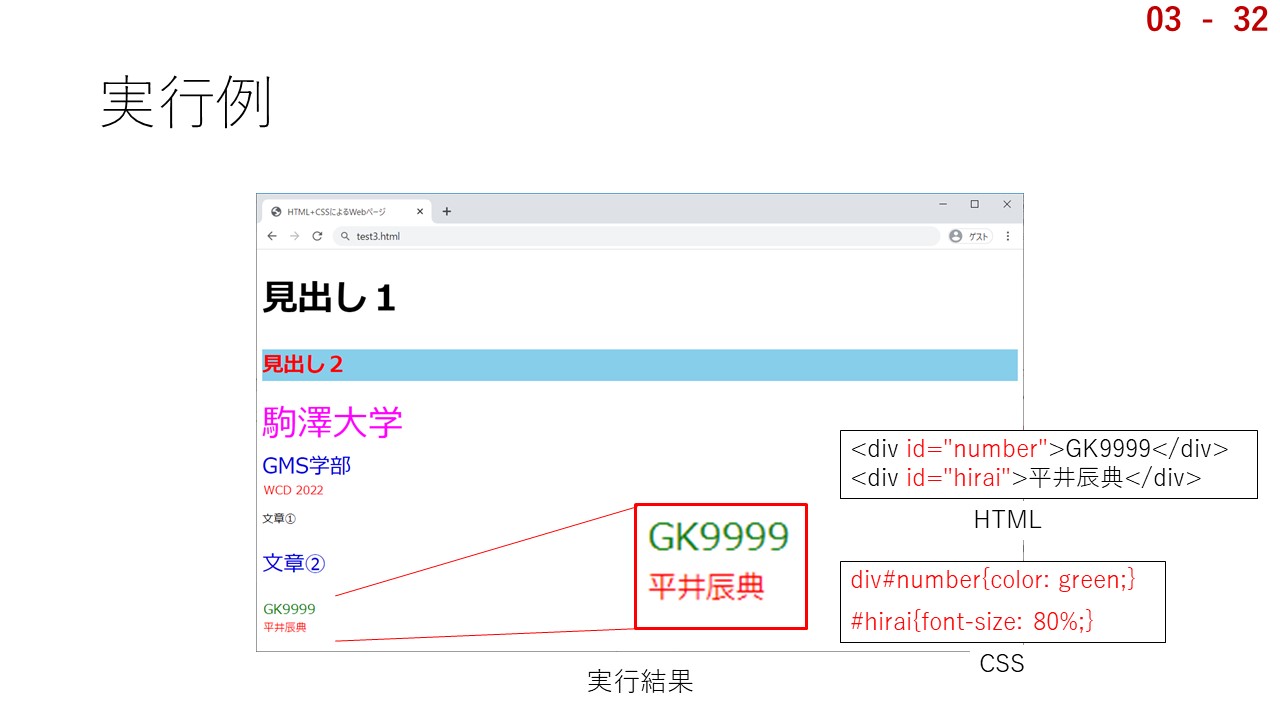 03 - 32
実行例
HTML+CSSによるWebページ
test3.html
ゲスト
見出し１
見出し２
駒澤大学
GMS学部
WCD 2022
文章①
文章②
GK9999
平井辰典
GK9999
平井辰典
<div id="number">GK9999</div>
<div id="hirai">平井辰典</div>
HTML
div#number{color: green;}
#hirai{font-size: 80%;}
CSS
実行結果